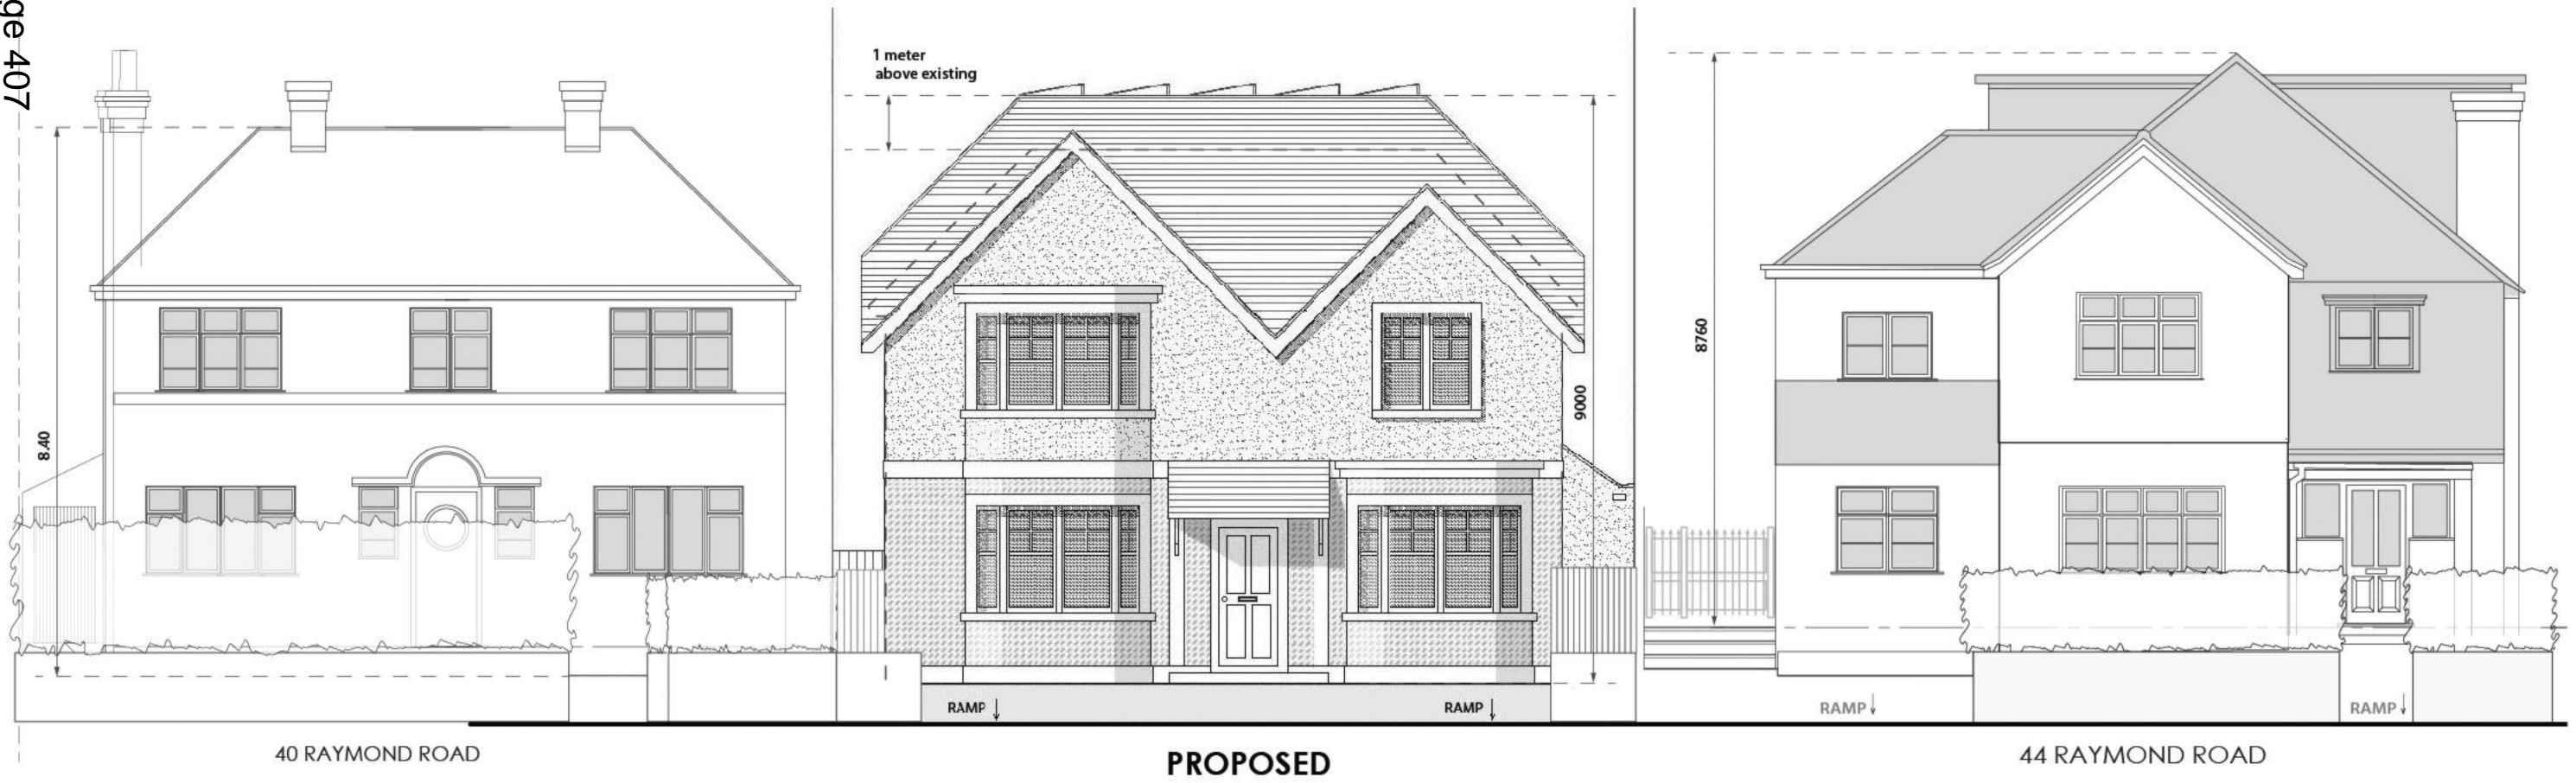 ge 407
1 meter
above existing
8.40
9000
8760
RAMP
RAMP
RAMP
RAMP
40 RAYMOND ROAD
PROPOSED
44 RAYMOND ROAD